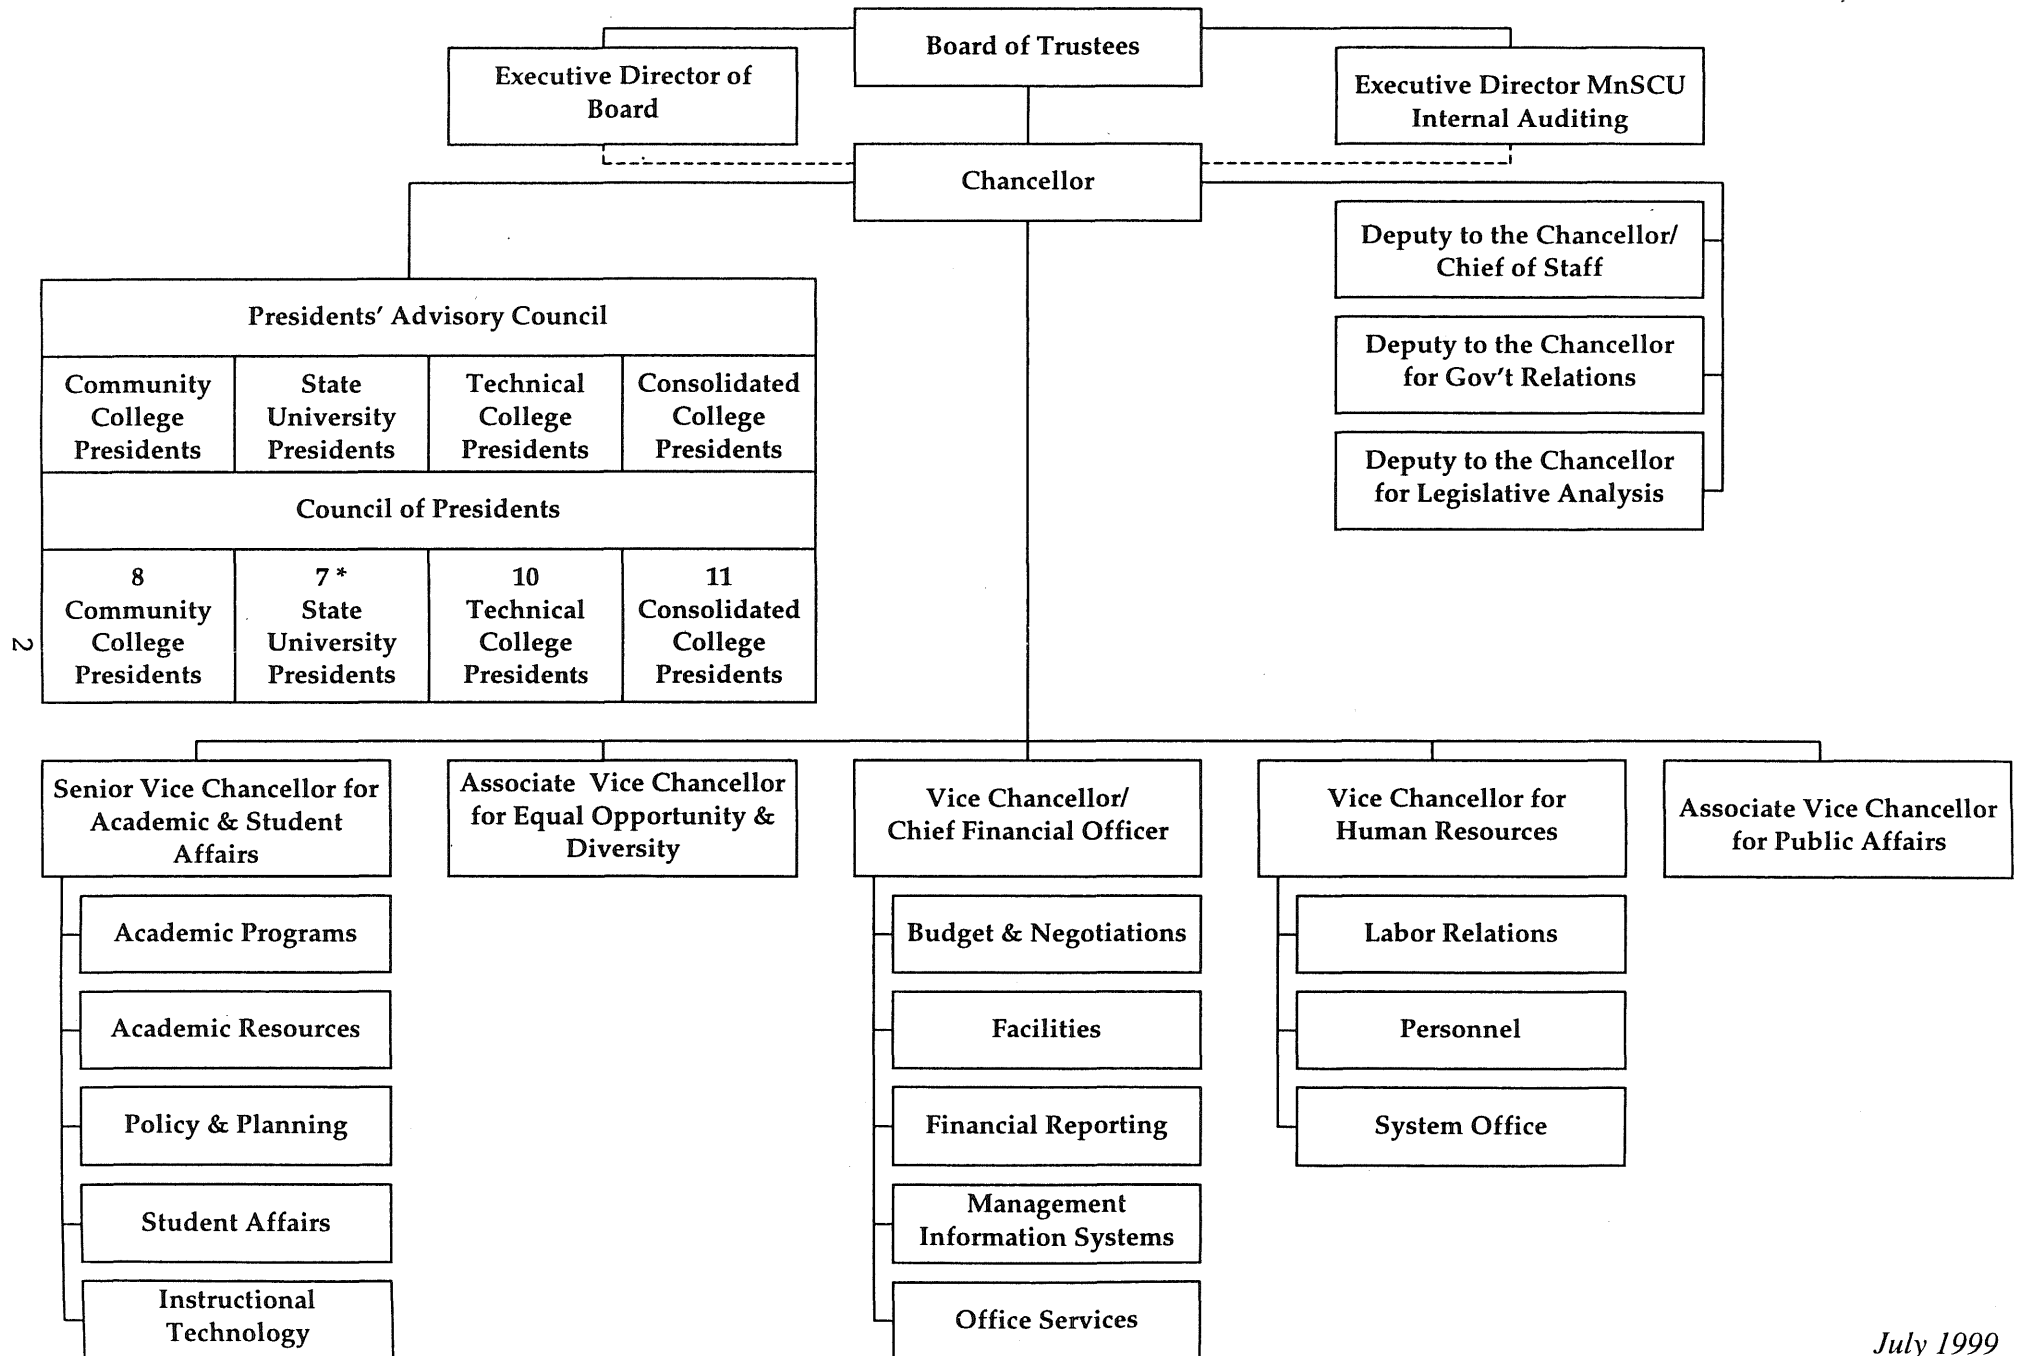 Board of Trustees
Executive Director of
Board
Executive Director MnSCU
Internal Auditing
Chancellor
Deputy to the Chancellor/
Chief of Staff
Deputy to the Chancellor
for Gov't Relations
Deputy to the Chancellor
for Legislative Analysis
Presidents' Advisory Council
Community
College
Presidents
State
University
Presidents
Technical
College
Presidents
Consolidated
College
Presidents
Council of Presidents
8
Community
College
Presidents
7 *
State
University
Presidents
10
Technical
College
Presidents
11
Consolidated
College
Presidents
2
Senior Vice Chancellor for
Academic & Student
Affairs
Academic Programs
Academic Resources
Policy & Planning
Student Affairs
Instructional
Technology
Associate Vice Chancellor
for Equal Opportunity &
Diversity
Vice Chancellor/
Chief Financial Officer
Budget & Negotiations
Facilities
Financial Reporting
Management
Information Systems
Office Services
Vice Chancellor for
Human Resources
Labor Relations
Personnel
System Office
Associate Vice Chancellor
for Public Affairs
July 1999